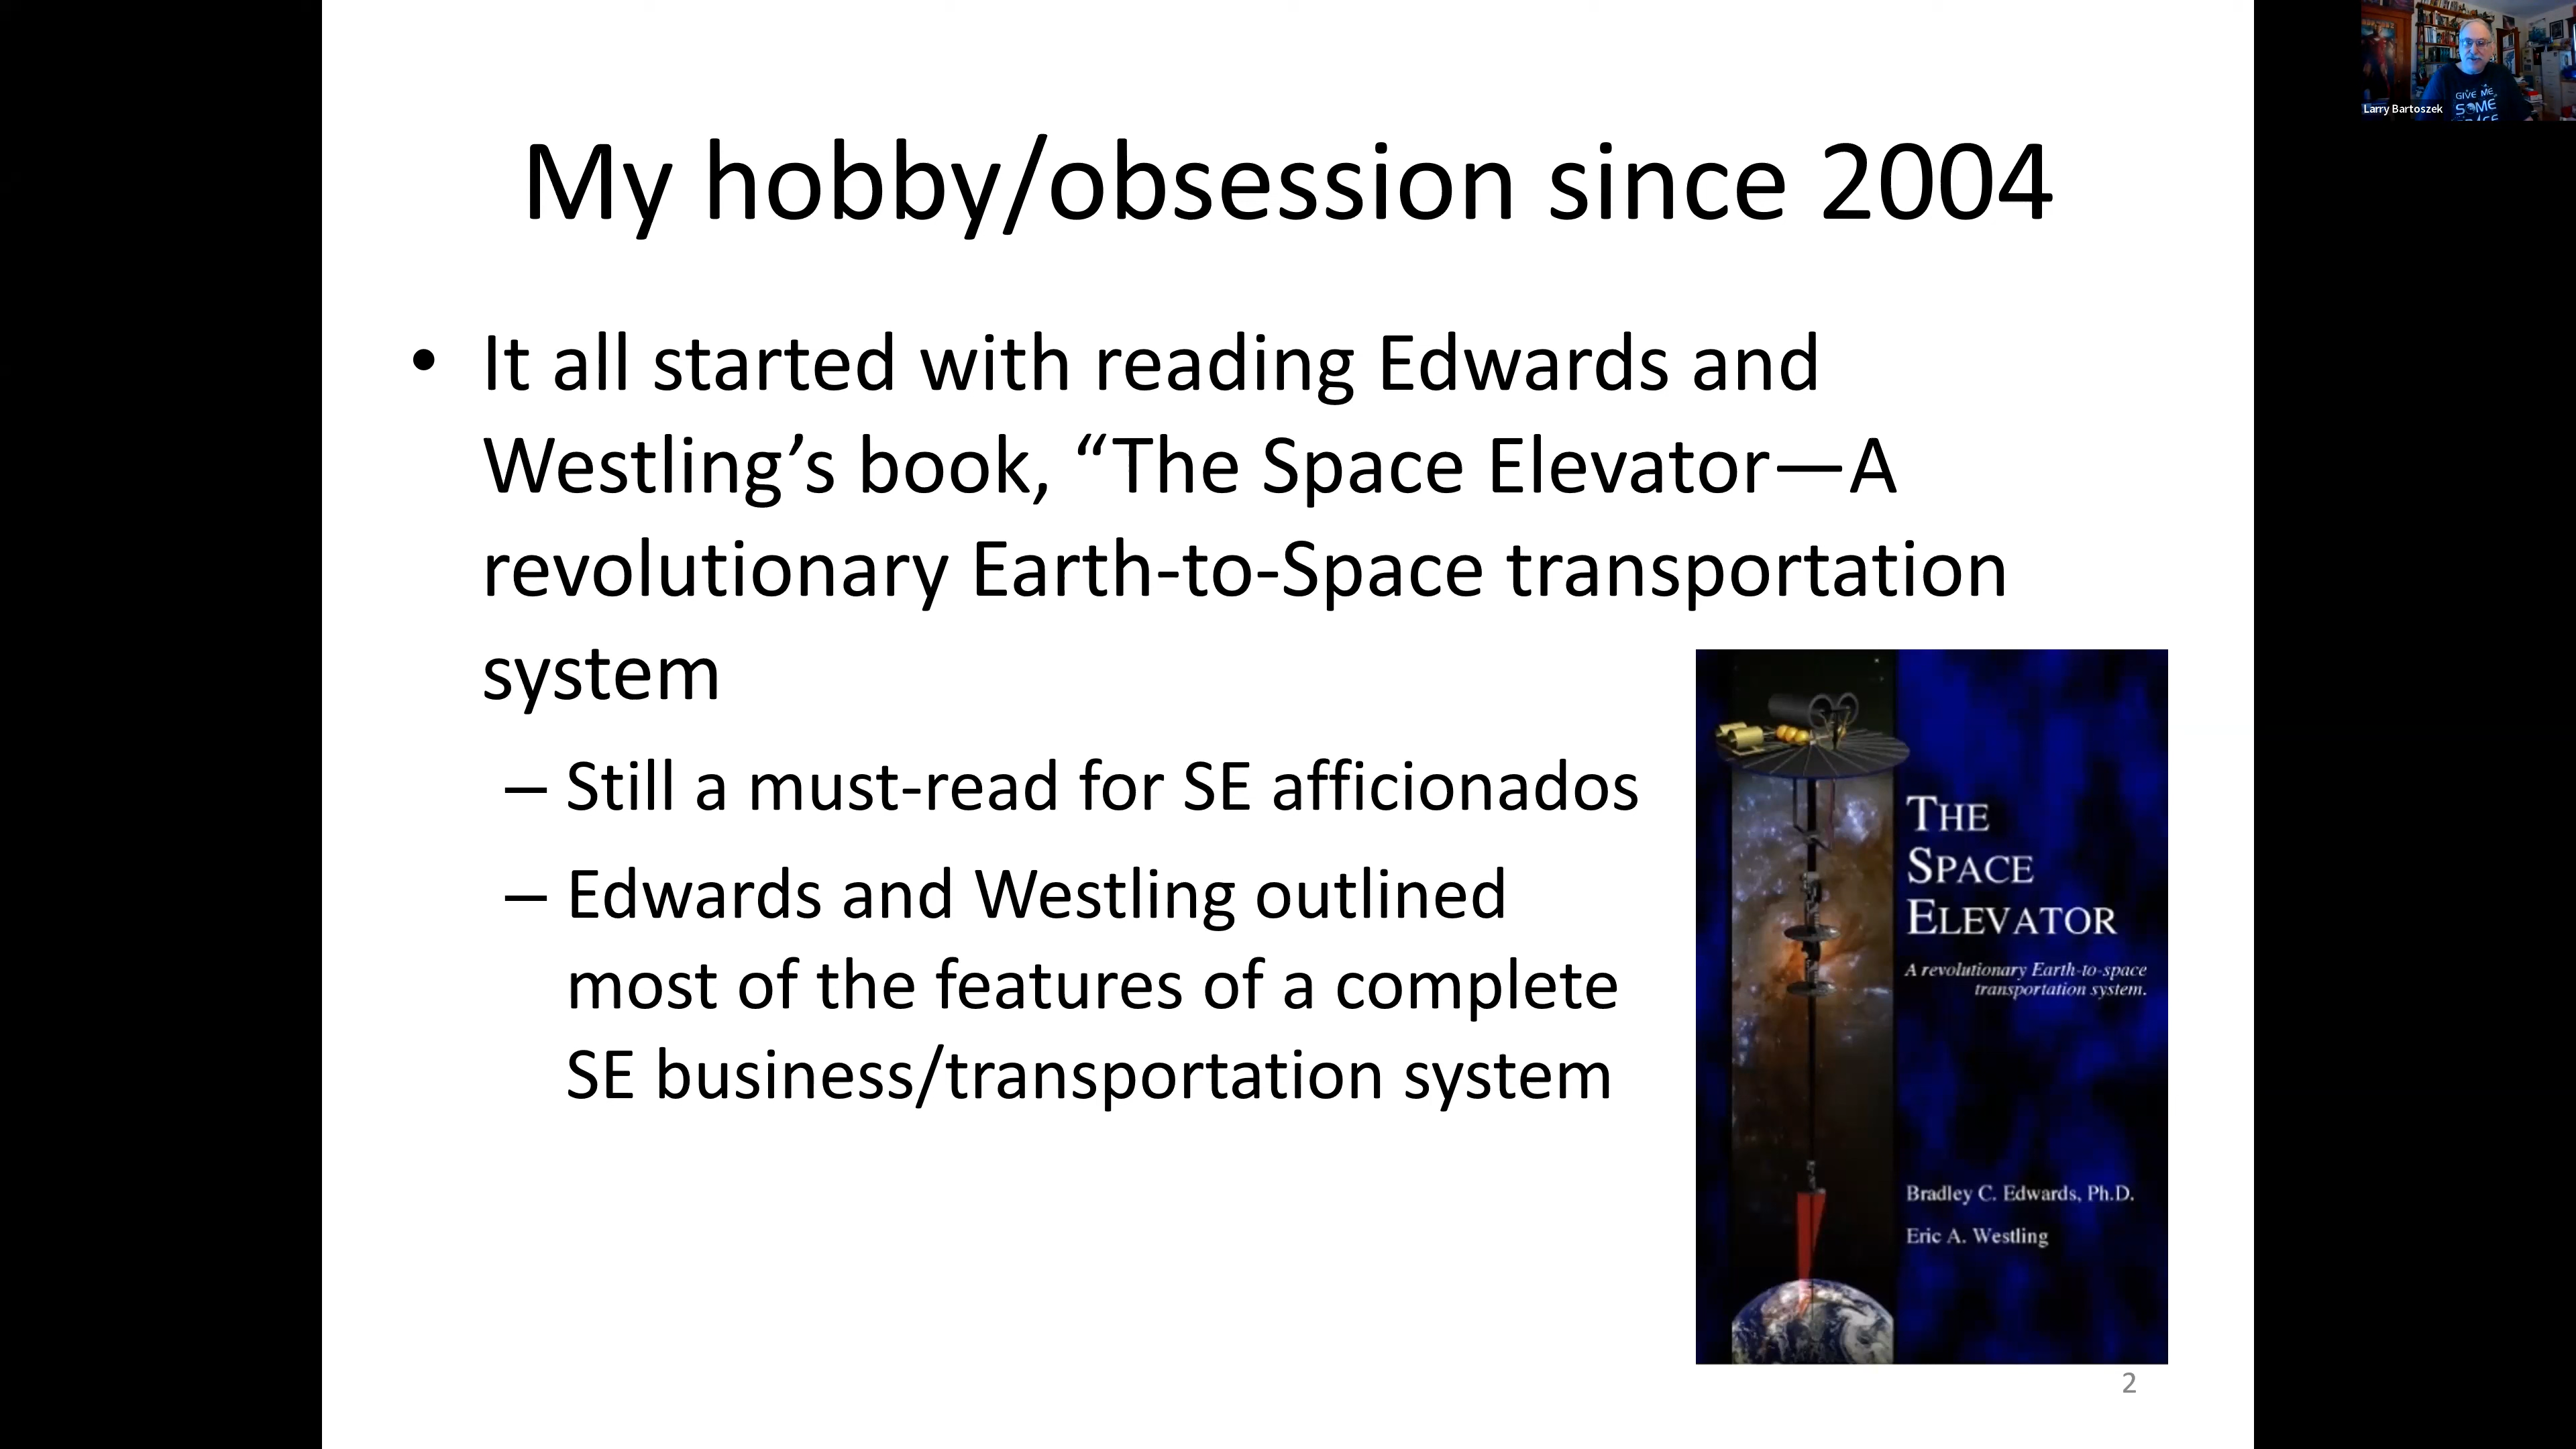 My hobby/obsession since 2004
• It all started with reading Edwards and
Westling’s book, “The Space Elevator—A
revolutionary Earth-to-Space transportation
system
– Still a must-read for SE afficionados
– Edwards and Westling outlined
most of the features of a complete
SE business/transportation system
THE
SPACE
ELEVATOR
A revolutionary Earth-to-space
transportation system.
Bradley C. Edwards, Ph.D.
Eric A. Westling
2
Larry Bartoszek
GIVE ME
SOME